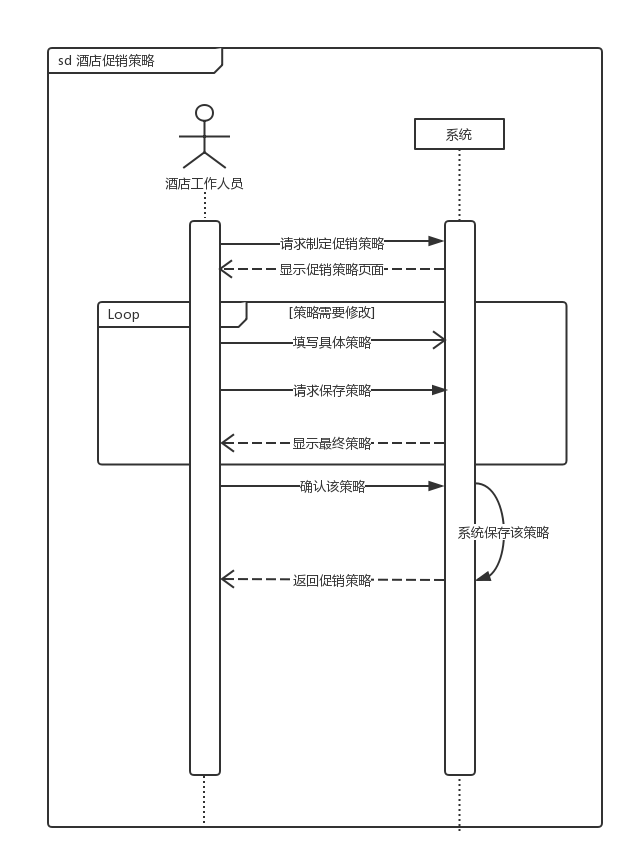 sd 酒店促销策略
系统
酒店工作人员
请求制定促销策略
显示促销策略页面
Loop
[策略需要修改]
填写具体策略
请求保存策略
显示最终策略
确认该策略
系统保存该策略
返回促销策略